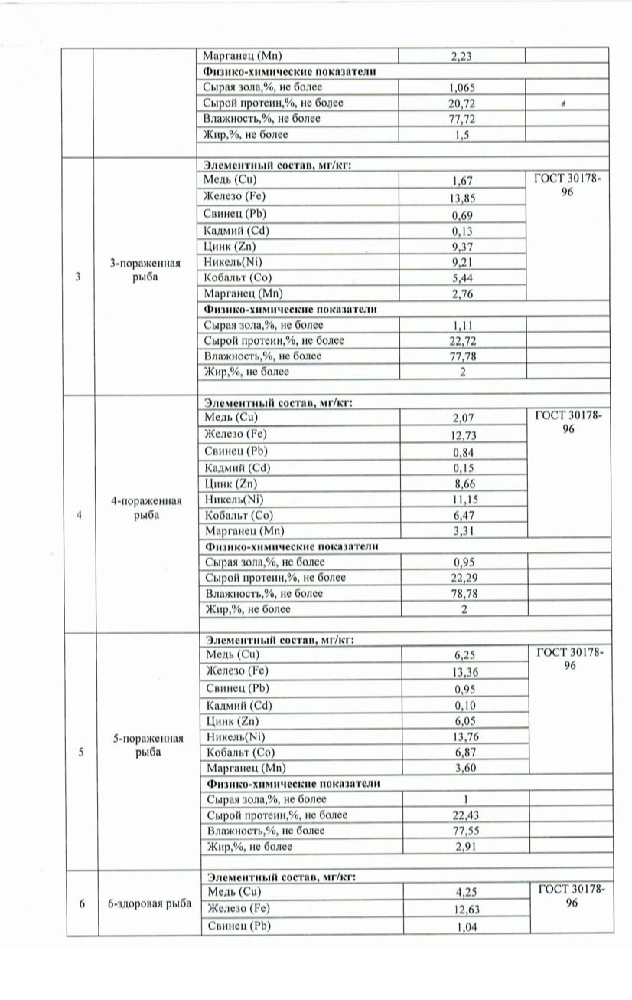 Марганец (Mn) 2,23
Физико-химические показатели
Сырая зола,%, не более 1,065
Сырой протеин,%, не более 20,72
Влажность,%, не более 77,72
Жир,%, не более 1,5
Элементный состав, мг/кг:
Медь (Cu) 1,67 ГОСТ 30178-
Железо (Fe) 13,85 96
Свинец (Pb) 0,69
Кадмий (Cd) 0,13
Цинк (Zn) 9,37
3-пораженная Никель(Ni) 9,21
3 рыба Кобальт (Co) 5,44
Марганец (Mn) 2,76
Физико-химические показатели
Сырая зола,%, не более 1,11
Сырой протеин,%, не более 22,72
Влажность,%, не более 77,78
Жир,%, не более 2
Элементный состав, мг/кг:
Медь (Cu) 2,07 ГОСТ 30178-
Железо (Fe) 12,73 96
Свинец (Pb) 0,84
Кадмий (Cd) 0,15
Цинк (Zn) 8,66
4-пораженная Никель(Ni) 11,15
4 рыба Кобальт (Co) 6,47
Марганец (Mn) 3,31
Физико-химические показатели
Сырая зола,%, не более 0,95
Сырой протеин,%, не более 22,29
Влажность,%, не более 78,78
Жир,%, не более 2
Элементный состав, мг/кг:
Медь (Cu) 6,25 ГОСТ 30178-
Железо (Fe) 13,36 96
Свинец (Pb) 0,95
Кадмий (Cd) 0,10
Цинк (Zn) 6,05
5-пораженная Никель(Ni) 13,76
5 рыба Кобальт (Co) 6,87
Марганец (Mn) 3,60
Физико-химические показатели
Сырая зола,%, не более 1
Сырой протеин,%, не более 22,43
Влажность,%, не более 77,55
Жир,%, не более 2,91
Элементный состав, мг/кг:
Медь (Cu) 4,25 ГОСТ 30178-
6 6-здоровая рыба Железо (Fe) 12,63 96
Свинец (Pb) 1,04